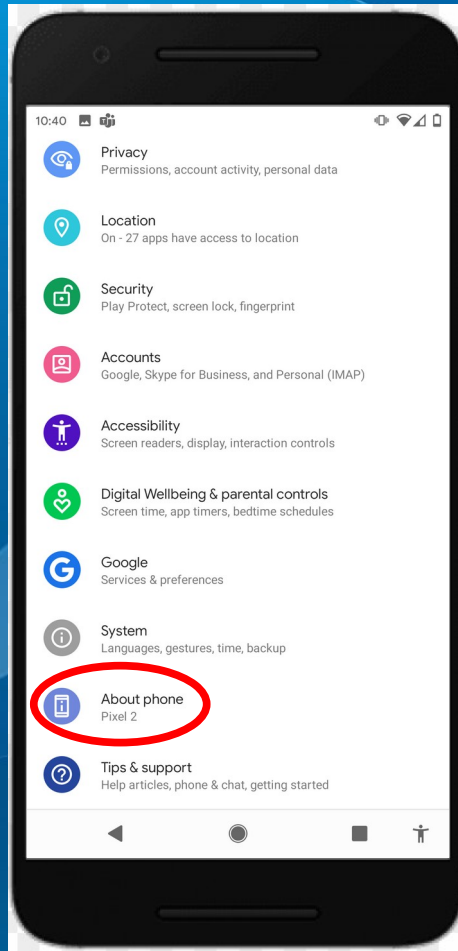 10:40
Privacy
Permissions, account activity, personal data
Location
On - 27 apps have access to location
Security
Play Protect, screen lock, fingerprint
Accounts
Google, Skype for Business, and Personal (IMAP)
Accessibility
Screen readers, display, interaction controls
Digital Wellbeing & parental controls
Screen time, app timers, bedtime schedules
Google
Services & preferences
System
Languages, gestures, time, backup
About phone
Pixel 2
Tips & support
Help articles, phone & chat, getting started